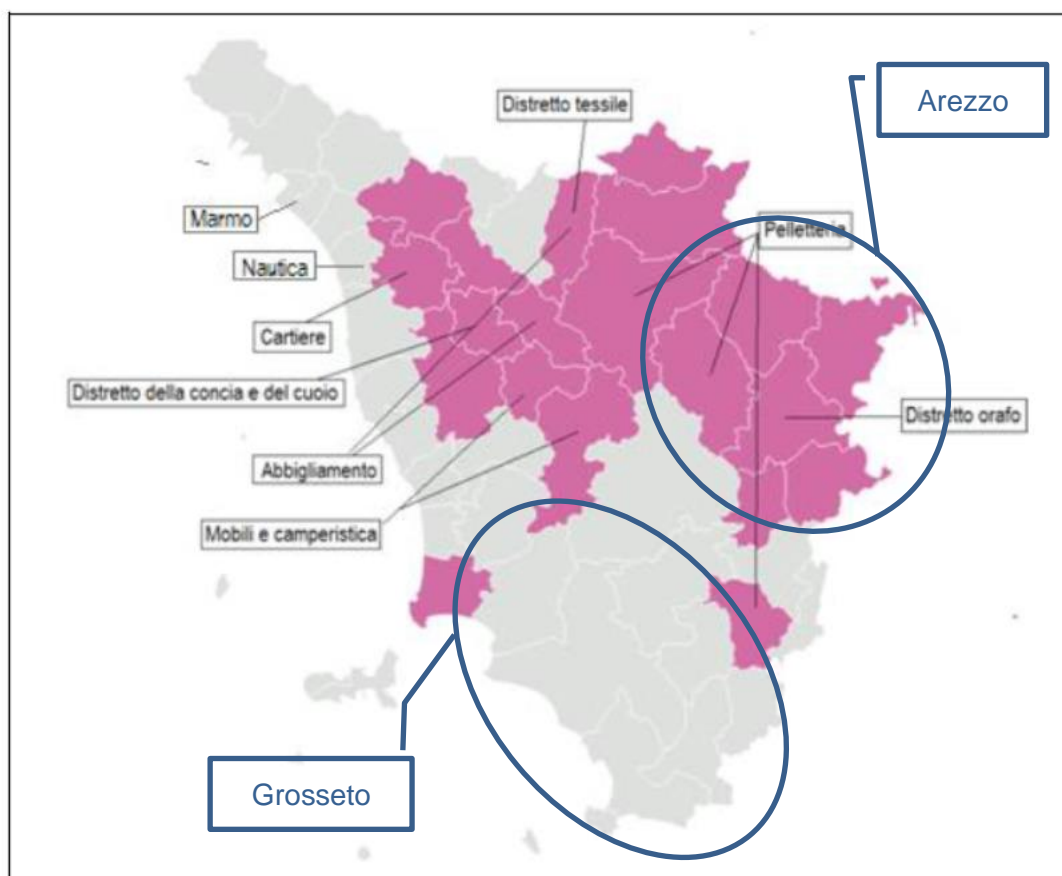 Arezzo
Distretto tessile
Marmo
Pelletteria
Nautica
Cartiere
Distretto della concia e del cuoio
Distretto orafo
Abbigliamento
Mobili e camperistica
Grosseto